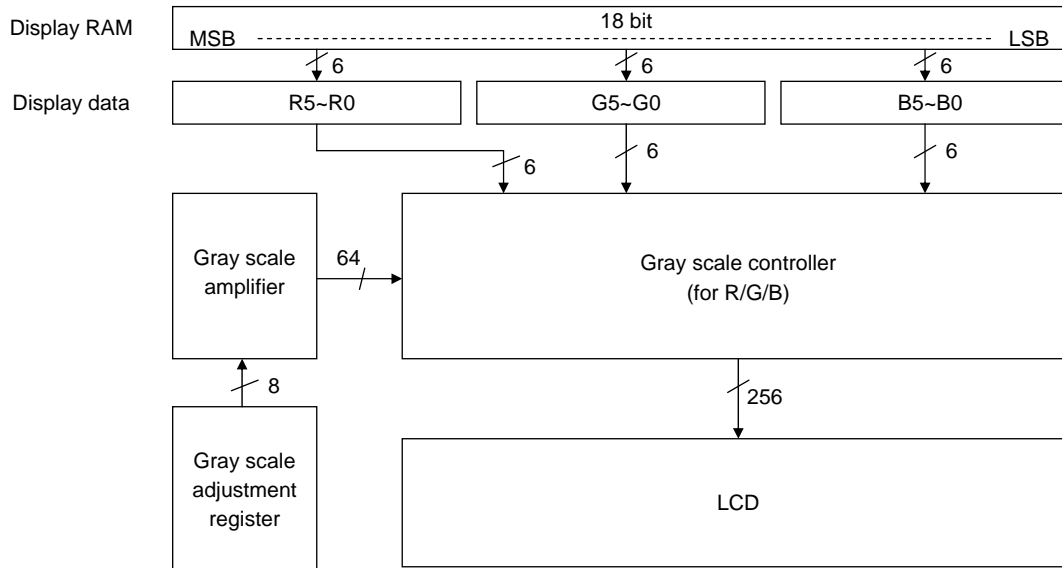 Display RAM
18 bit
MSB
LSB
6
6
6
Display data
R5~R0
G5~G0
B5~B0
6
6
6
Gray scale
amplifier
64
Gray scale controller
(for R/G/B)
8
256
Gray scale
adjustment
register
LCD